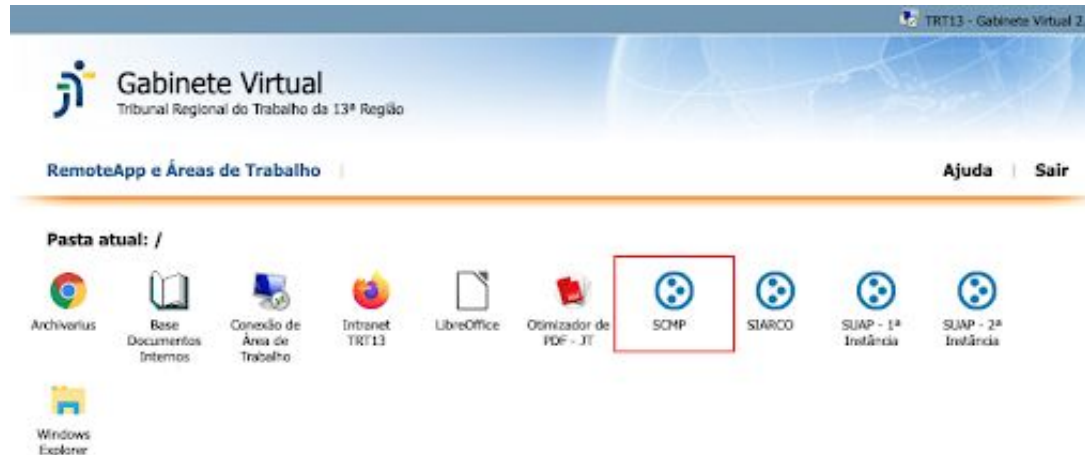 TRT13 - Gabinete Virtual 2.
Gabinete Virtual
Tribunal Regional do Trabalho da 13ª Região
RemoteApp e Áreas de Trabalho
Ajuda
Sair
Pasta atual: /
Archivarius
Base
Documentos
Internos
Conexão de
Área de
Trabalho
Intranet
TRT13
LibreOffice
Otimizador de
PDF - JT
SCMP
SIARCO
SUAP - 1ª
Instância
SUAP - 2ª
Instância
Windows
Explorer